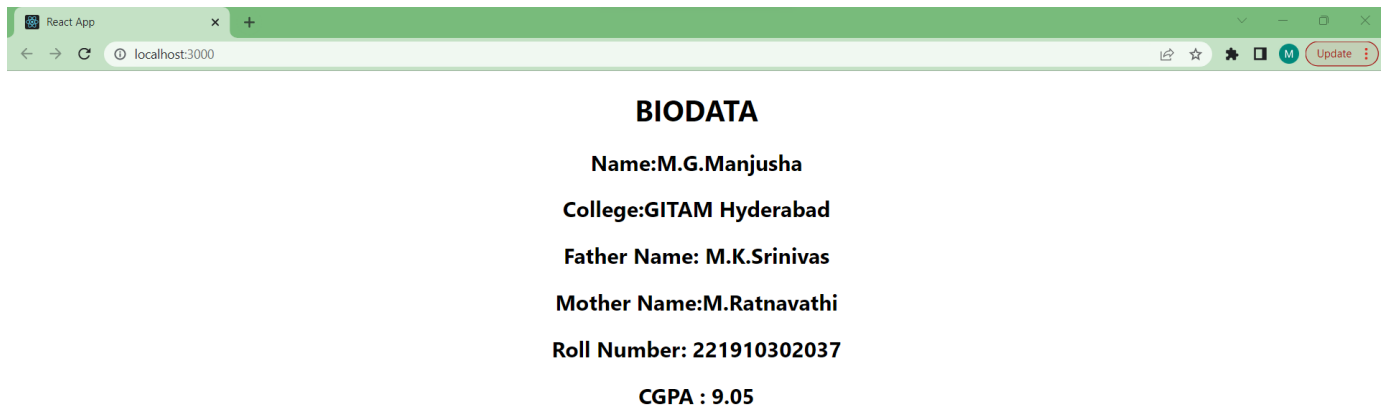 React App
localhost:3000
M
Update
BIODATA
Name:M.G.Manjusha
College:GITAM Hyderabad
Father Name: M.K.Srinivas
Mother Name:M.Ratnavathi
Roll Number: 221910302037
CGPA : 9.05